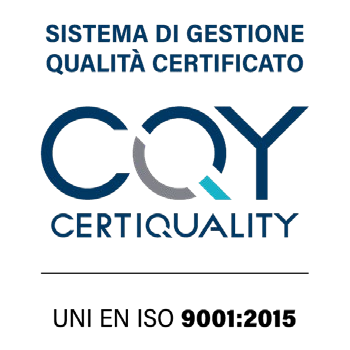 SISTEMA DI GESTIONE
QUALITÀ CERTIFICATO
CQY
CERTIQUALITY
UNI EN ISO 9001:2015